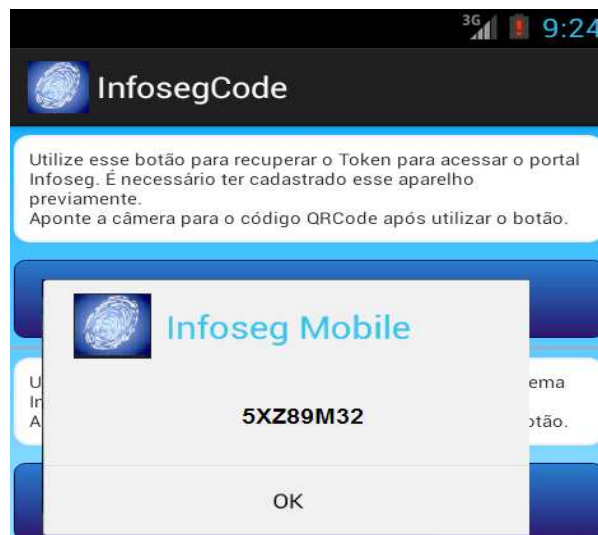 3G 9:24
InfosegCode
Utilize esse botão para recuperar o Token para acessar o portal
Infoseg. É necessário ter cadastrado esse aparelho
previamente.
Aponte a câmera para o código QRCode após utilizar o botão.
Infoseg Mobile
5XZ89M32
OK